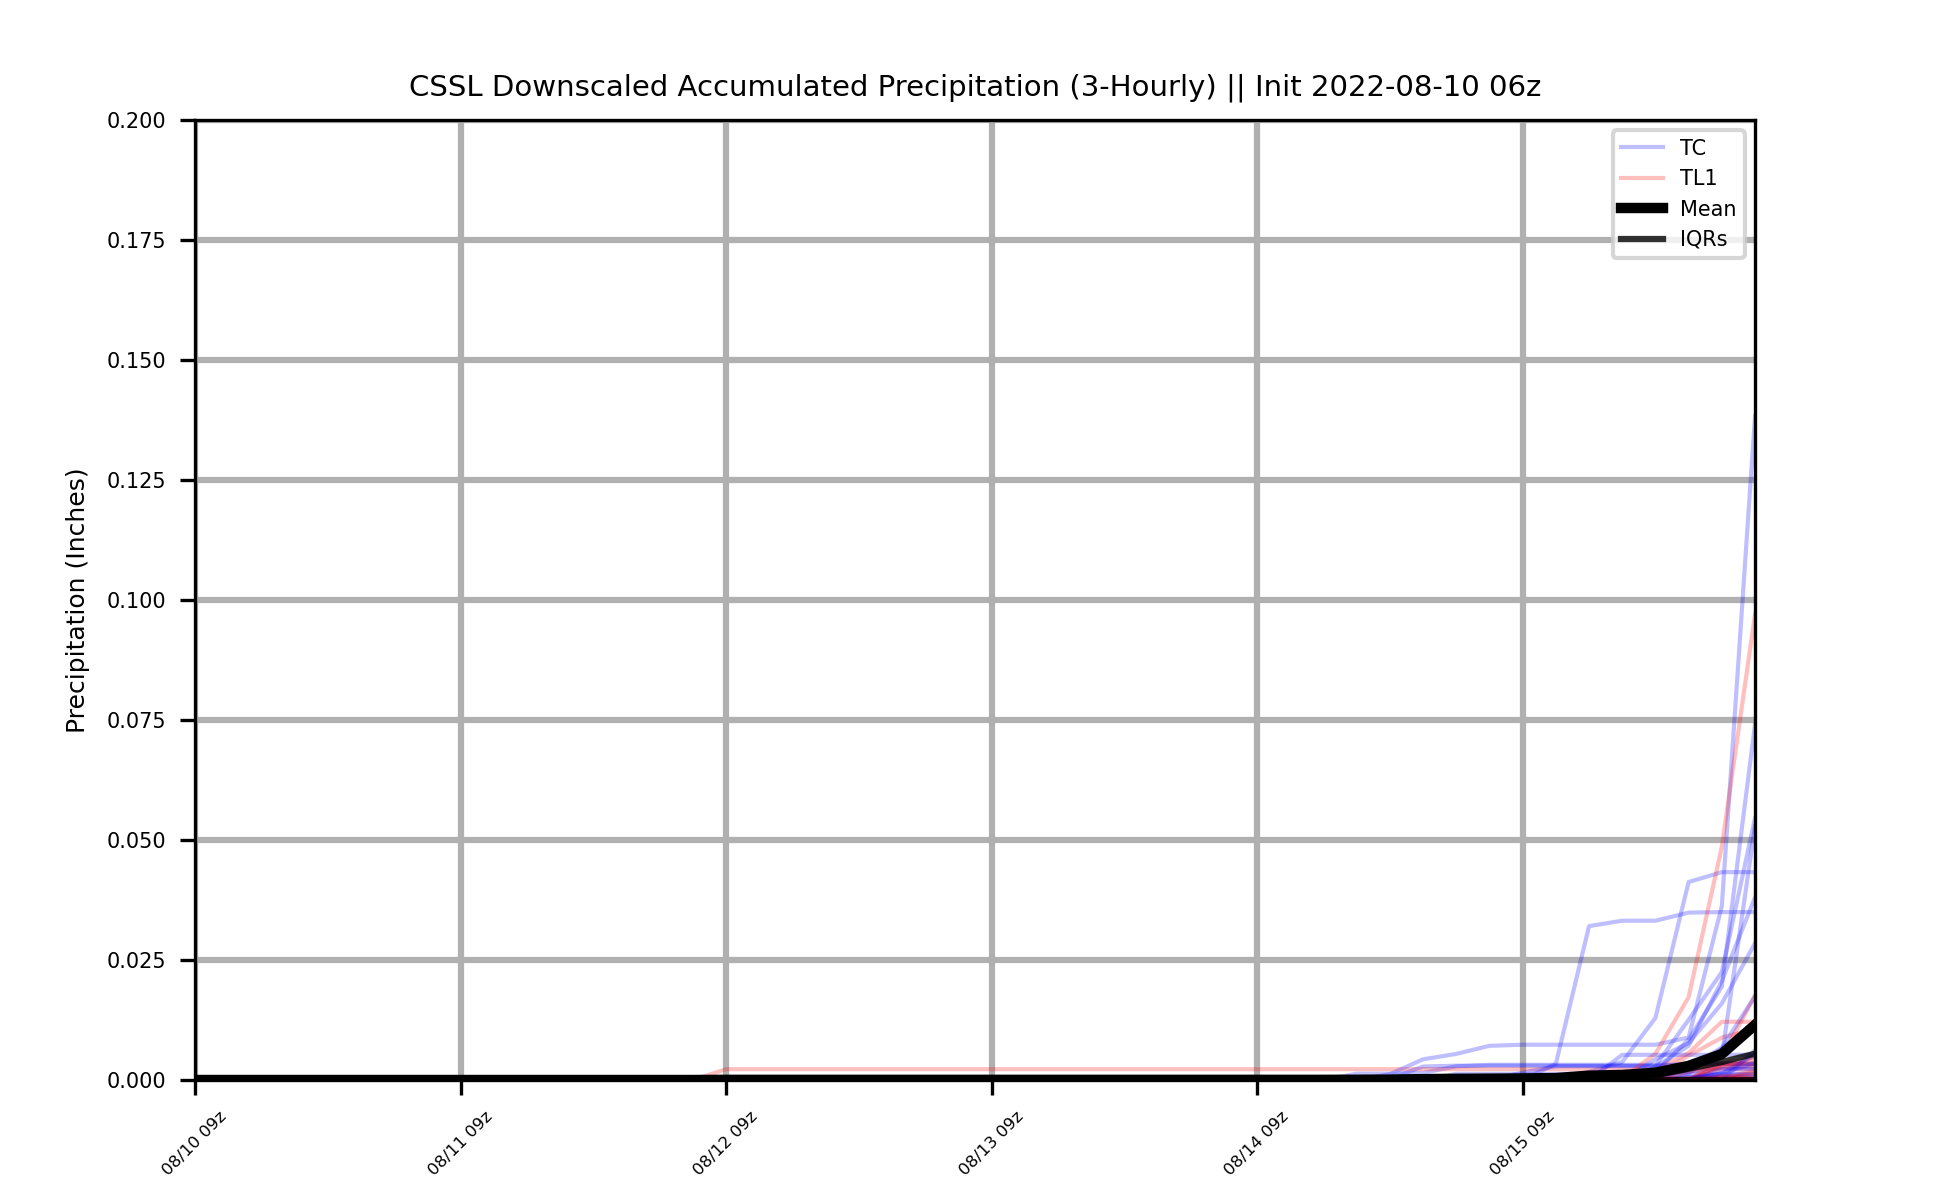 CSSL Downscaled Accumulated Precipitation (3-Hourly) || Init 2022-08-10 06z
TC
TL1
Mean
IQRs
Precipitation (Inches)
0.200
0.175
0.150
0.125
0.100
0.075
0.050
0.025
0.000
08/10 09z
08/11 09z
08/12 09z
08/13 09z
08/14 09z
08/15 09z